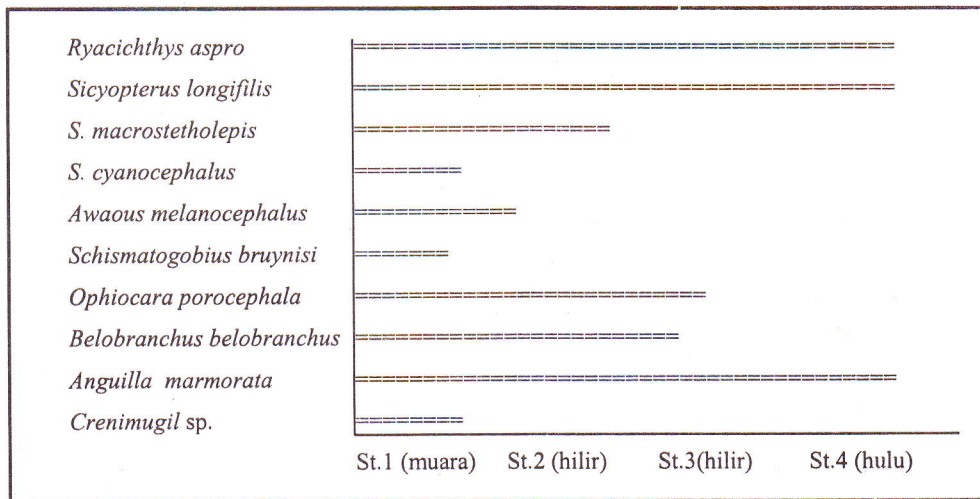 Ryacichthys aspro
Sicyopterus longifilis
S. macrostetholepis
S. cyanocephalus
Awaous melanocephalus
Schismatogobius bruynisi
Ophiocara porocephala
Belobranchus belobranchus
Anguilla marmorata
Crenimugil sp.
St.1 (muara) St.2 (hilir) St.3(hilir) St.4 (hulu)